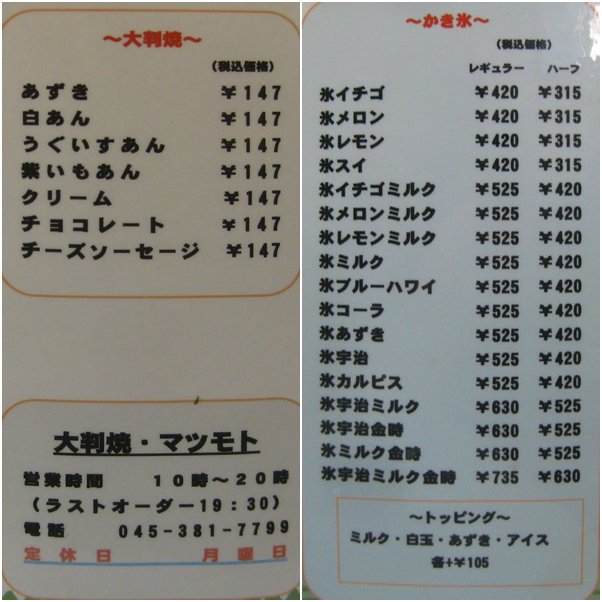 ～大判焼～
（税込価格）
あずき ￥147
白あん ￥147
うぐいすあん ￥147
紫いもあん ￥147
クリーム ￥147
チョコレート ￥147
チーズソーセージ ￥147
大判焼・マツモト
営業時間 10時～20時
（ラストオーダー19：30）
電話 045-381-7799
定休日 月曜日
～かき氷～
（税込価格）
レギュラー ハーフ
氷イチゴ ￥420 ￥315
氷メロン ￥420 ￥315
氷レモン ￥420 ￥315
氷スイ ￥420 ￥315
氷イチゴミルク ￥525 ￥420
氷メロンミルク ￥525 ￥420
氷レモンミルク ￥525 ￥420
氷ミルク ￥525 ￥420
氷ブルーハワイ ￥525 ￥420
氷コーラ ￥525 ￥420
氷あずき ￥525 ￥420
氷宇治 ￥525 ￥420
氷カルピス ￥525 ￥420
氷宇治ミルク ￥630 ￥525
氷宇治金時 ￥630 ￥525
氷ミルク金時 ￥630 ￥525
氷宇治ミルク金時 ￥735 ￥630
～トッピング～
ミルク・白玉・あずき・アイス
各+￥105